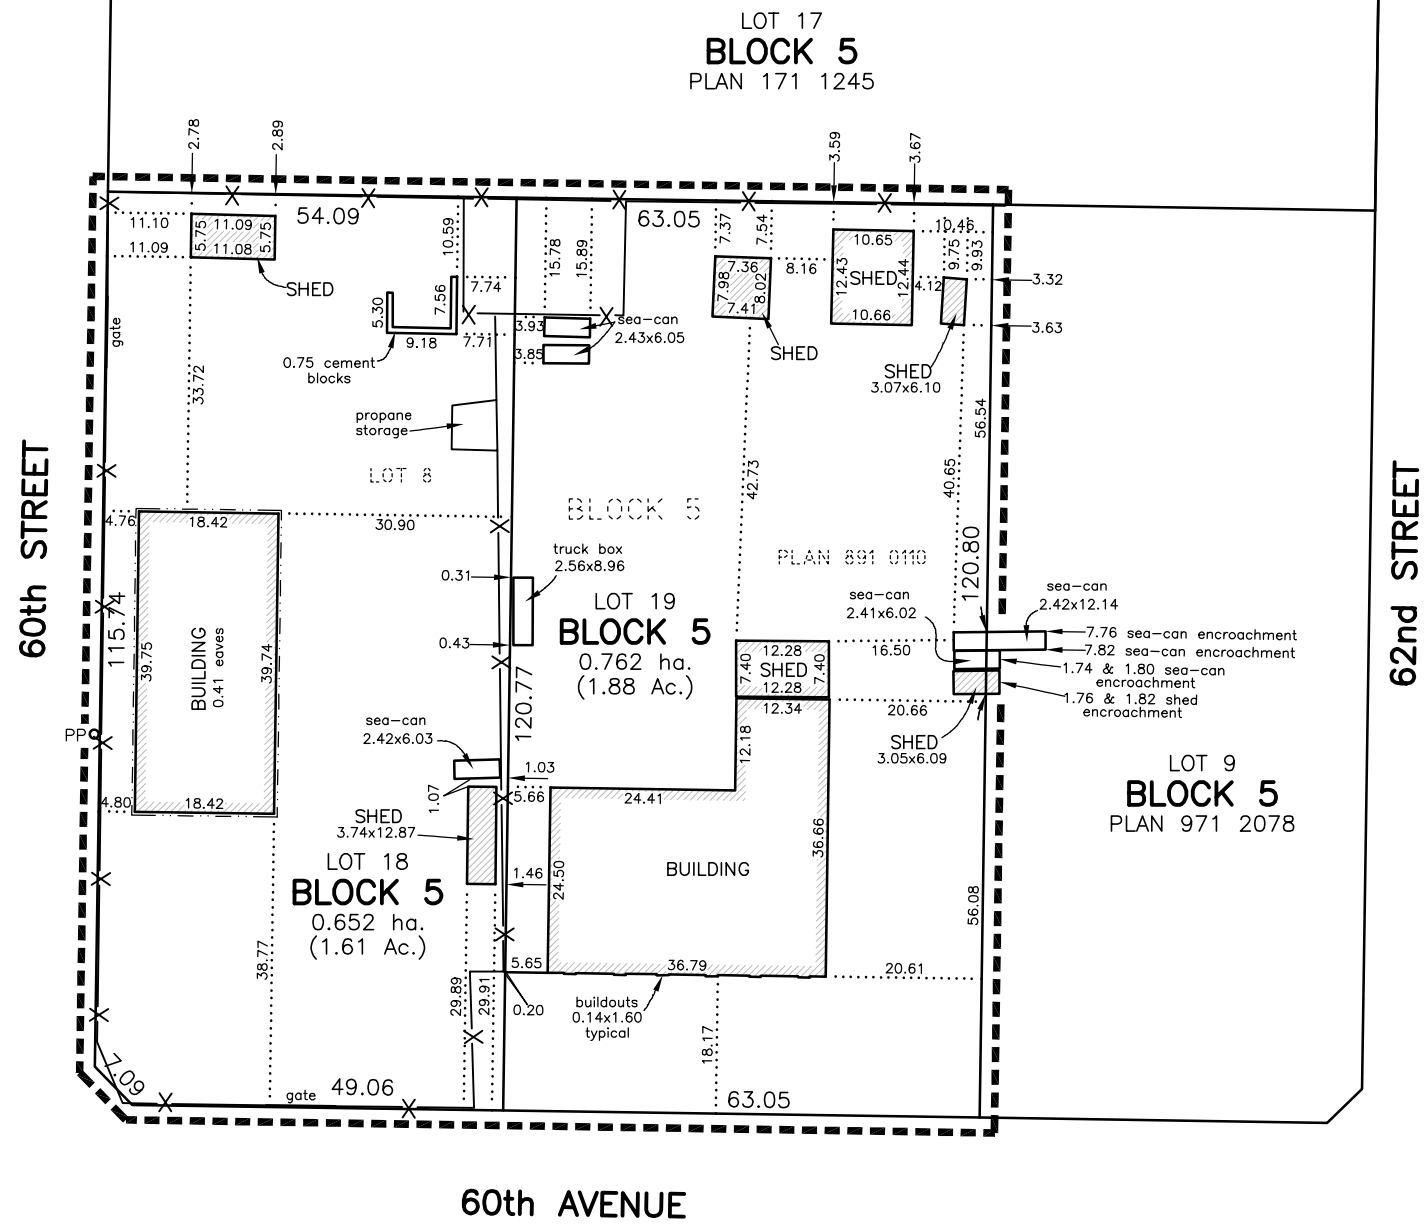 LOT 17
BLOCK 5
PLAN 171 1245
2.78
2.89
3.59
3.67
54.09
63.05
11.10
11.09
11.09
11.08
5.75
5.75
SHED
gate
33.72
10.59
7.74
7.71
7.56
5.30
9.18
0.75 cement
blocks
15.78
15.89
3.93
3.85
sea-can
2.43x6.05
7.37
7.54
7.36
7.98
8.02
7.41
SHED
8.16
10.65
12.43
SHED
12.44
10.66
10.46
9.75
9.93
4.12
3.32
3.63
SHED
3.07x6.10
propane
storage
LOT 8
BLOCK 5
PLAN 891 0110
42.73
40.65
56.54
120.80
60th STREET
62nd STREET
4.76
18.42
30.90
115.74
39.75
BUILDING
0.41 eaves
39.74
4.80
18.42
PP
truck box
2.56x8.96
0.31
0.43
LOT 19
BLOCK 5
0.762 ha.
(1.88 Ac.)
120.77
sea-can
2.41x6.02
sea-can
2.42x12.14
7.76 sea-can encroachment
7.82 sea-can encroachment
1.74 & 1.80 sea-can
encroachment
1.76 & 1.82 shed
encroachment
16.50
12.28
7.40
SHED
7.40
12.28
12.34
20.66
SHED
3.05x6.09
12.18
sea-can
2.42x6.03
1.03
1.07
5.66
24.41
SHED
3.74x12.87
LOT 18
BLOCK 5
0.652 ha.
(1.61 Ac.)
1.46
24.50
BUILDING
36.66
LOT 9
BLOCK 5
PLAN 971 2078
56.08
38.77
29.89
29.91
5.65
36.79
20.61
0.20
buildouts
0.14x1.60
typical
18.17
7.09
gate
49.06
63.05
60th AVENUE